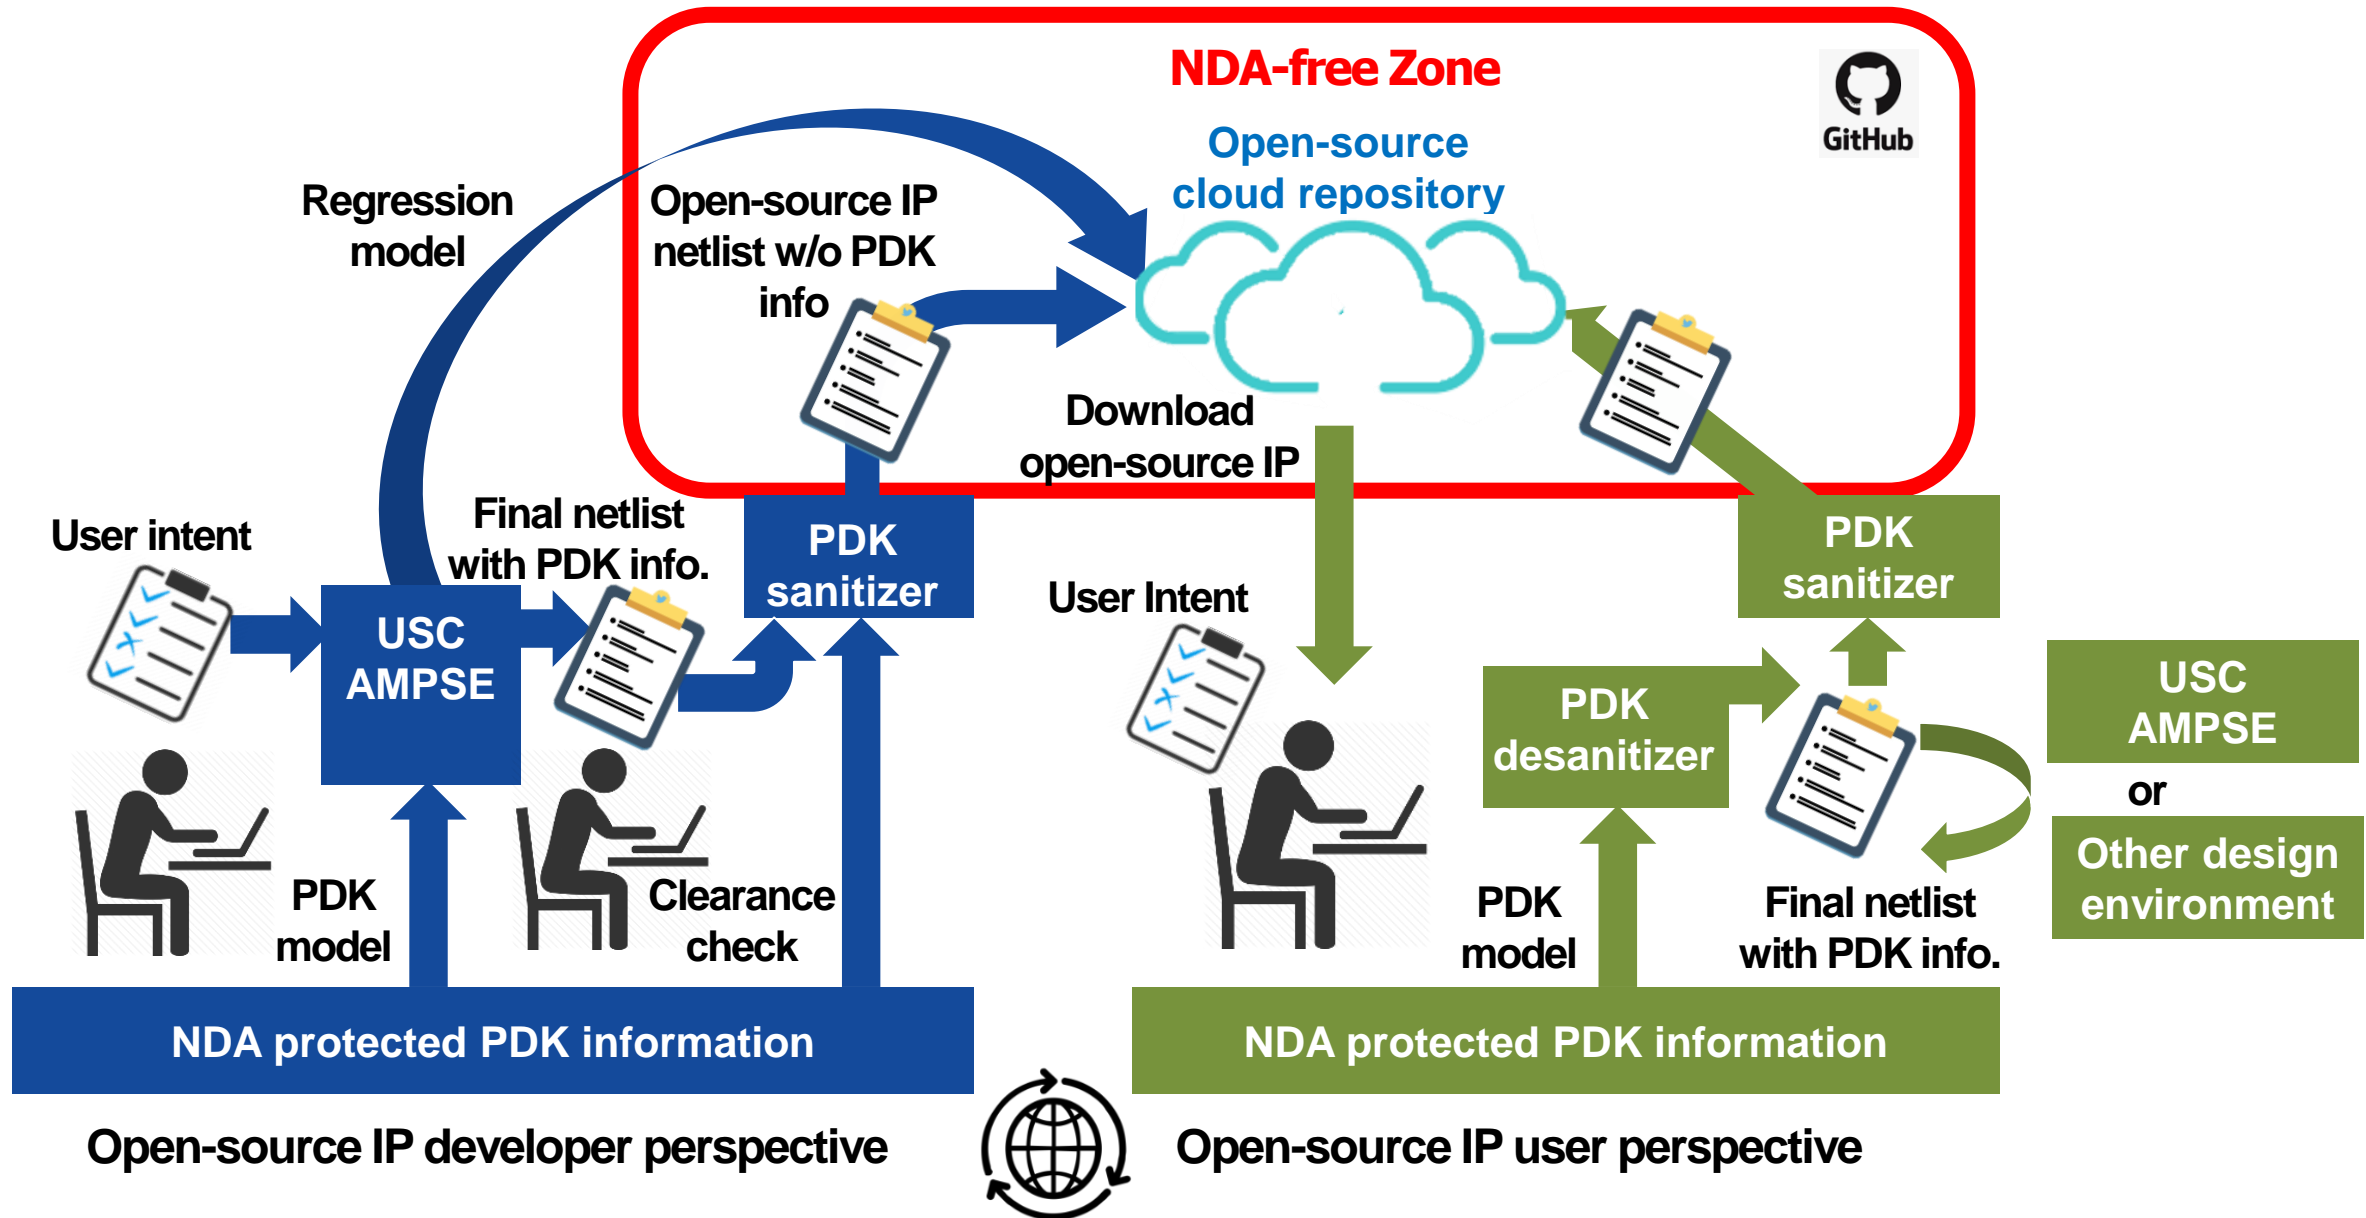 NDA-free Zone
GitHub
Open-source
cloud repository
Regression
model
Open-source IP
netlist w/o PDK
info
Download
open-source IP
User intent
Final netlist
with PDK info.
PDK
sanitizer
USC
AMPSE
PDK
model
Clearance
check
NDA protected PDK information
Open-source IP developer perspective
User Intent
PDK
desanitizer
PDK
sanitizer
USC
AMPSE
or
Other design
environment
PDK
model
Final netlist
with PDK info.
NDA protected PDK information
Open-source IP user perspective